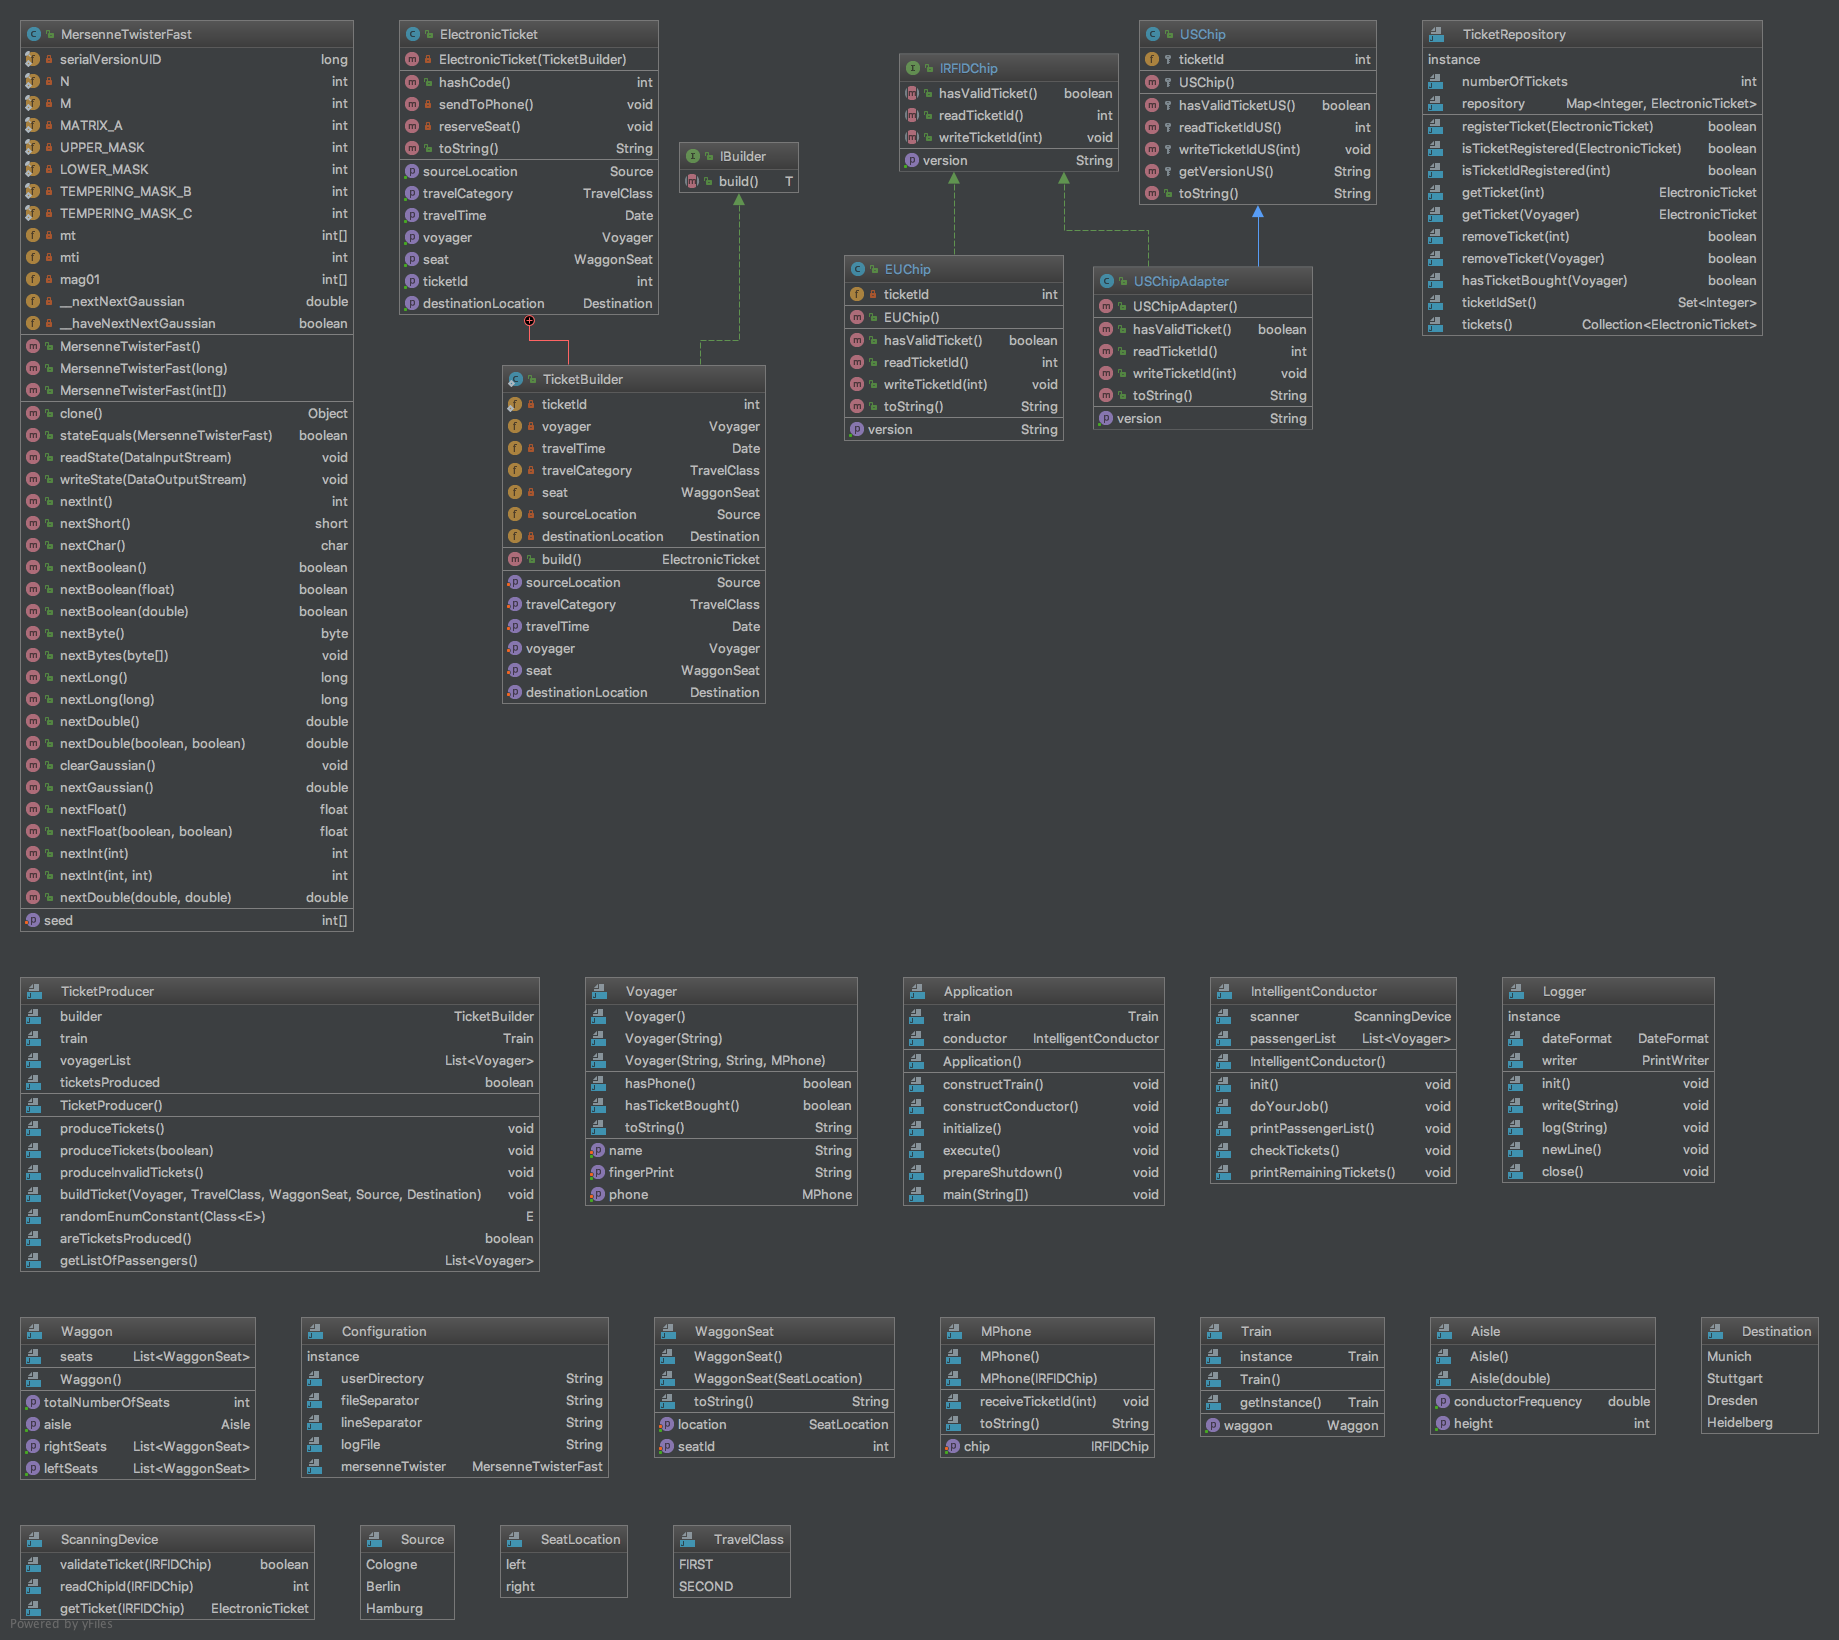 MersenneTwisterFast
serialVersionUID long
N int
M int
MATRIX_A int
UPPER_MASK int
LOWER_MASK int
TEMPERING_MASK_B int
TEMPERING_MASK_C int
mt int[]
mti int
mag01 int[]
__nextNextGaussian double
__haveNextNextGaussian boolean
MersenneTwisterFast()
MersenneTwisterFast(long)
MersenneTwisterFast(int[])
clone() Object
stateEquals(MersenneTwisterFast) boolean
readState(DataInputStream) void
writeState(DataOutputStream) void
nextInt() int
nextShort() short
nextChar() char
nextBoolean() boolean
nextBoolean(float) boolean
nextBoolean(double) boolean
nextByte() byte
nextBytes(byte[]) void
nextLong() long
nextLong(long) long
nextDouble() double
nextDouble(boolean, boolean) double
clearGaussian() void
nextGaussian() double
nextFloat() float
nextFloat(boolean, boolean) float
nextInt(int) int
nextInt(int, int) int
nextDouble(double, double) double
seed int[]
ElectronicTicket
ElectronicTicket(TicketBuilder)
hashCode() int
sendToPhone() void
reserveSeat() void
toString() String
sourceLocation Source
travelCategory TravelClass
travelTime Date
voyager Voyager
seat WaggonSeat
ticketId int
destinationLocation Destination
IBuilder
build() T
TicketBuilder
ticketId int
voyager Voyager
travelTime Date
travelCategory TravelClass
seat WaggonSeat
sourceLocation Source
destinationLocation Destination
build() ElectronicTicket
sourceLocation Source
travelCategory TravelClass
travelTime Date
voyager Voyager
seat WaggonSeat
destinationLocation Destination
IRFIDChip
hasValidTicket() boolean
readTicketId() int
writeTicketId(int) void
version String
EUChip
ticketId int
EUChip()
hasValidTicket() boolean
readTicketId() int
writeTicketId(int) void
toString() String
version String
USChip
ticketId int
USChip()
hasValidTicketUS() boolean
readTicketIdUS() int
writeTicketIdUS(int) void
getVersionUS() String
toString() String
USChipAdapter
USChipAdapter()
hasValidTicket() boolean
readTicketId() int
writeTicketId(int) void
toString() String
version String
TicketRepository
instance
numberOfTickets int
repository Map<Integer, ElectronicTicket>
registerTicket(ElectronicTicket) boolean
isTicketRegistered(ElectronicTicket) boolean
isTicketIdRegistered(int) boolean
getTicket(int) ElectronicTicket
getTicket(Voyager) ElectronicTicket
removeTicket(int) boolean
removeTicket(Voyager) boolean
hasTicketBought(Voyager) boolean
ticketIdSet() Set<Integer>
tickets() Collection<ElectronicTicket>
TicketProducer
builder TicketBuilder
train Train
voyagerList List<Voyager>
ticketsProduced boolean
TicketProducer()
produceTickets() void
produceTickets(boolean) void
produceInvalidTickets() void
buildTicket(Voyager, TravelClass, WaggonSeat, Source, Destination) void
randomEnumConstant(Class<E>) E
areTicketsProduced() boolean
getListOfPassengers() List<Voyager>
Voyager
Voyager()
Voyager(String)
Voyager(String, String, MPhone)
hasPhone() boolean
hasTicketBought() boolean
toString() String
name String
fingerPrint String
phone MPhone
Application
train Train
conductor IntelligentConductor
Application()
constructTrain() void
constructConductor() void
initialize() void
execute() void
prepareShutdown() void
main(String[]) void
IntelligentConductor
scanner ScanningDevice
passengerList List<Voyager>
IntelligentConductor()
init() void
doYourJob() void
printPassengerList() void
checkTickets() void
printRemainingTickets() void
Logger
instance
dateFormat DateFormat
writer PrintWriter
init() void
write(String) void
log(String) void
newLine() void
close() void
Waggon
seats List<WaggonSeat>
Waggon()
totalNumberOfSeats int
aisle Aisle
rightSeats List<WaggonSeat>
leftSeats List<WaggonSeat>
Configuration
instance
userDirectory String
fileSeparator String
lineSeparator String
logFile String
mersenneTwister MersenneTwisterFast
WaggonSeat
WaggonSeat()
WaggonSeat(SeatLocation)
toString() String
location SeatLocation
seatId int
MPhone
MPhone()
MPhone(IRFIDChip)
receiveTicketId(int) void
toString() String
chip IRFIDChip
Train
instance Train
Train()
getInstance() Train
waggon Waggon
Aisle
Aisle()
Aisle(double)
conductorFrequency double
height int
Destination
Munich
Stuttgart
Dresden
Heidelberg
ScanningDevice
validateTicket(IRFIDChip) boolean
readChipId(IRFIDChip) int
getTicket(IRFIDChip) ElectronicTicket
Source
Cologne
Berlin
Hamburg
SeatLocation
left
right
TravelClass
FIRST
SECOND
Powered by yFiles